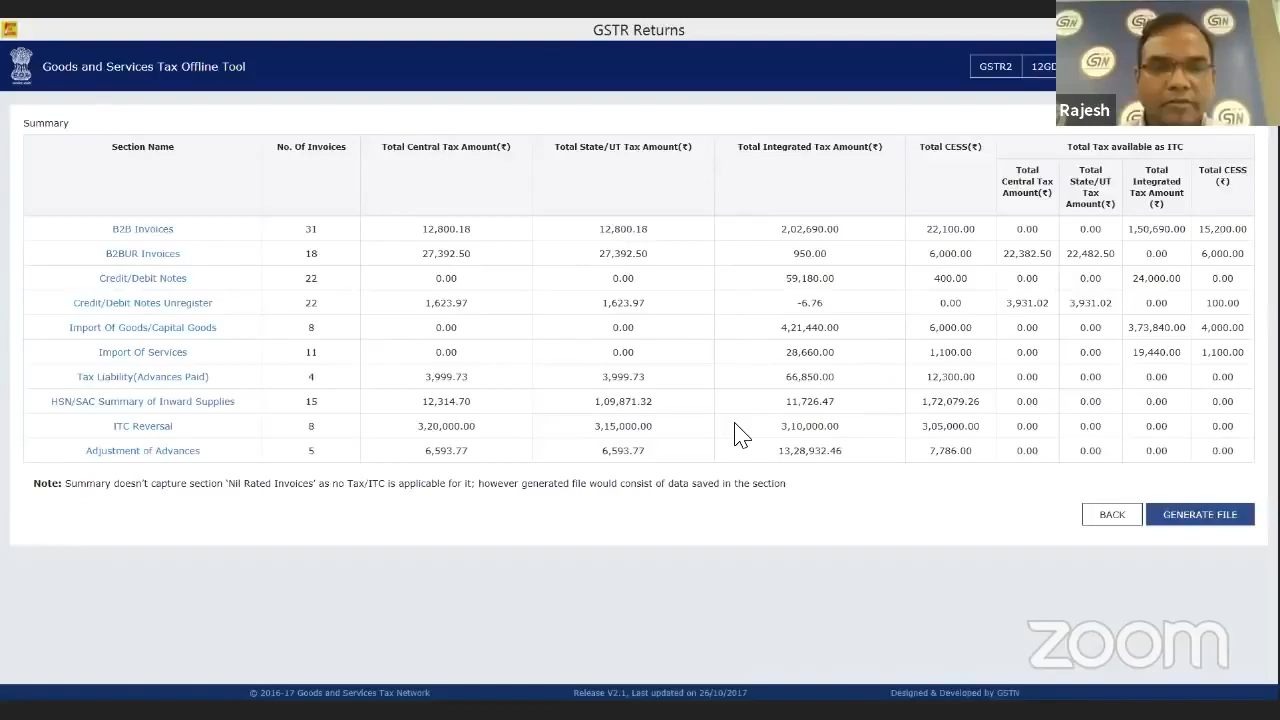 GSTR Returns
Goods and Services Tax Offline Tool
GSTR2
Rajesh
Summary
Section Name No. Of Invoices Total Central Tax Amount(₹) Total State/UT Tax Amount(₹) Total Integrated Tax Amount(₹) Total CESS(₹) Total Tax available as ITC
Total Central Tax Amount(₹) Total State/UT Tax Amount(₹) Total Integrated Tax Amount (₹) Total CESS (₹)
B2B Invoices 31 12,800.18 12,800.18 2,02,690.00 22,100.00 0.00 0.00 1,50,690.00 15,200.00
B2BUR Invoices 18 27,392.50 27,392.50 950.00 6,000.00 22,382.50 22,482.50 0.00 6,000.00
Credit/Debit Notes 22 0.00 0.00 59,180.00 400.00 0.00 0.00 24,000.00 0.00
Credit/Debit Notes Unregister 22 1,623.97 1,623.97 -6.76 0.00 3,931.02 3,931.02 0.00 100.00
Import Of Goods/Capital Goods 8 0.00 0.00 4,21,440.00 6,000.00 0.00 0.00 3,73,840.00 4,000.00
Import Of Services 11 0.00 0.00 28,660.00 1,100.00 0.00 0.00 19,440.00 1,100.00
Tax Liability(Advances Paid) 4 3,999.73 3,999.73 66,850.00 12,300.00 0.00 0.00 0.00 0.00
HSN/SAC Summary of Inward Supplies 15 12,314.70 1,09,871.32 11,726.47 1,72,079.26 0.00 0.00 0.00 0.00
ITC Reversal 8 3,20,000.00 3,15,000.00 3,10,000.00 3,05,000.00 0.00 0.00 0.00 0.00
Adjustment of Advances 5 6,593.77 6,593.77 13,28,932.46 7,786.00 0.00 0.00 0.00 0.00
Note: Summary doesn't capture section 'Nil Rated Invoices' as no Tax/ITC is applicable for it; however generated file would consist of data saved in the section
BACK GENERATE FILE
zoom
© 2016-17 Goods and Services Tax Network Release V2.1, Last updated on 26/10/2017 Designed & Developed by GSTN